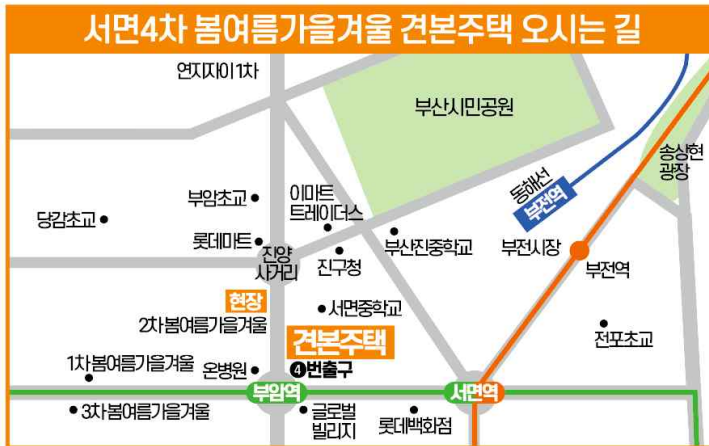 서면4차 봄여름가을겨울 견본주택 오시는 길
연지자이 1차
부산시민공원
송상현
광장
동해선
부전역
부암초교
이마트
트레이더스
당감초교
롯데마트
진양
사거리
진구청
부산진중학교
부전시장
부전역
현장
2차봄여름가을겨울
서면중학교
전포초교
견본주택
1차봄여름가을겨울
온병원
4번출구
부암역
서면역
3차봄여름가을겨울
글로벌
빌리지
롯데백화점